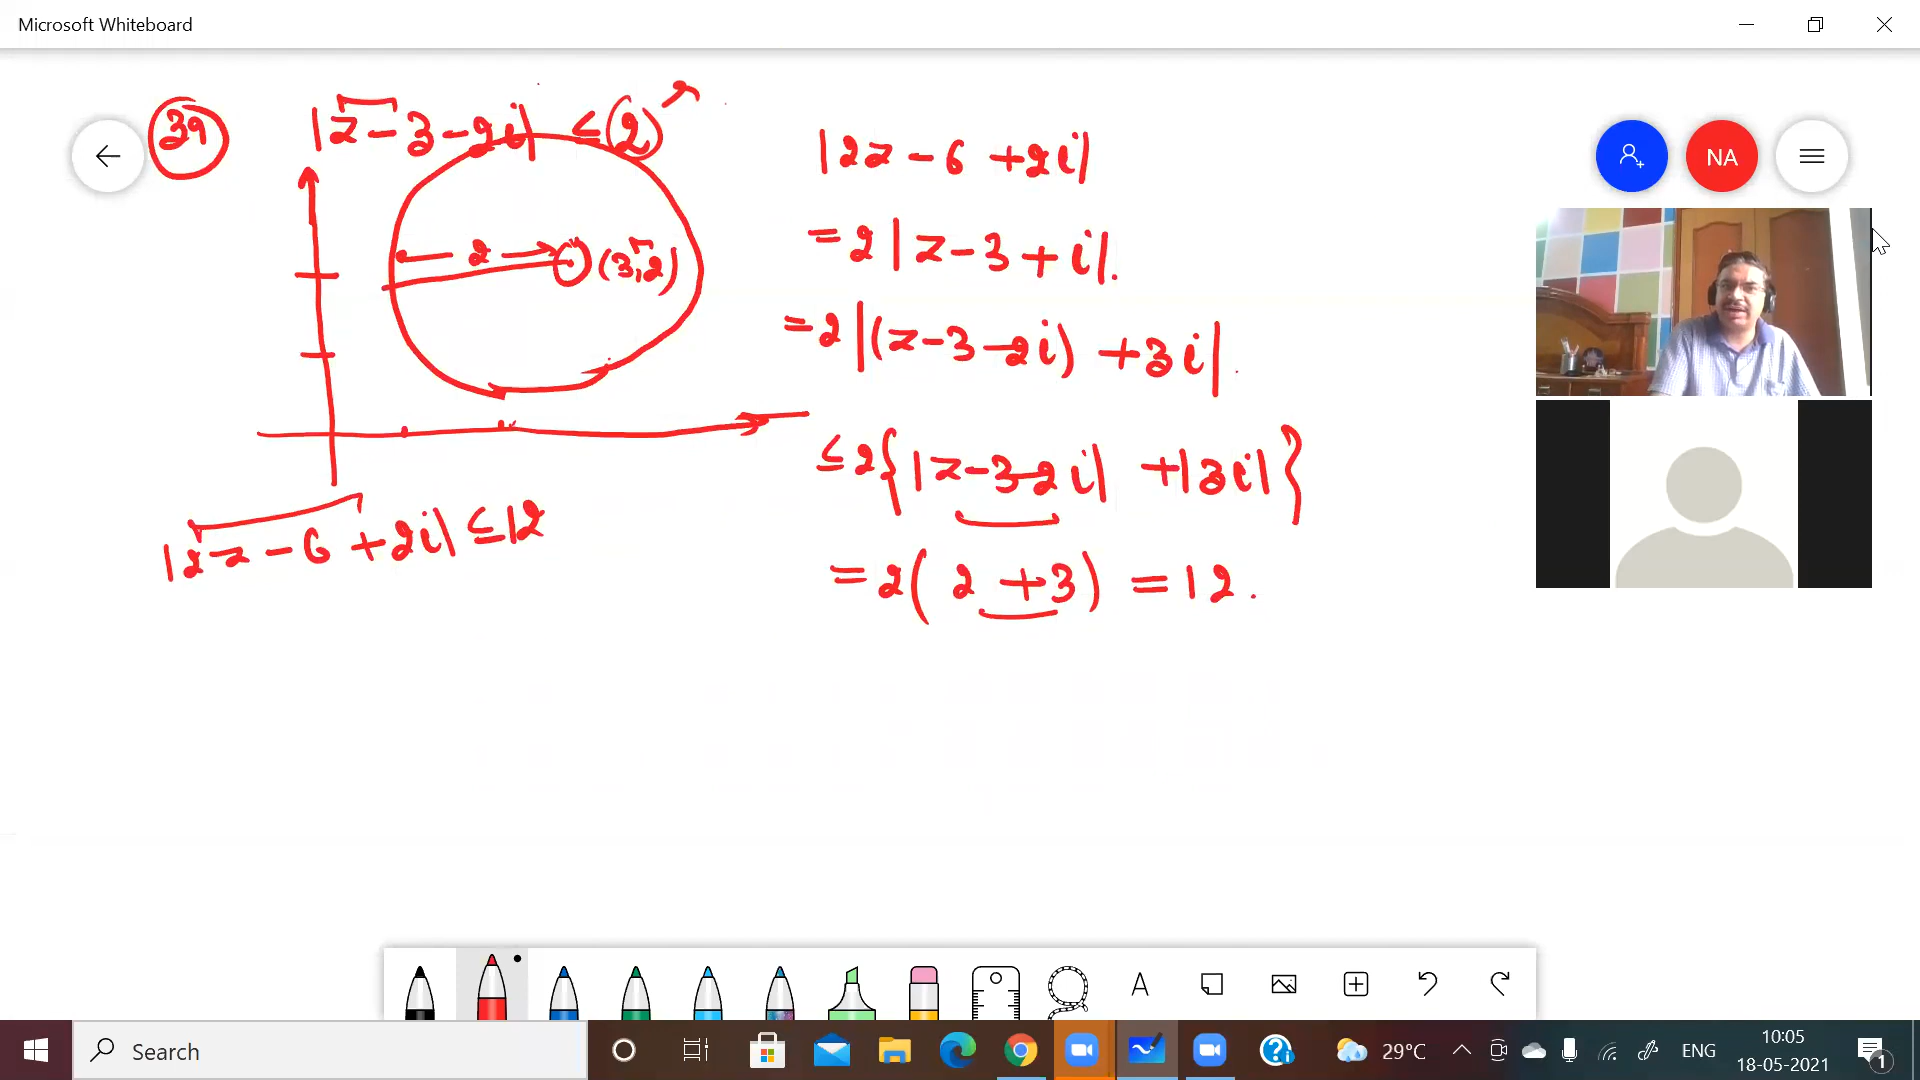 Microsoft Whiteboard
39
|z-3-2i| ≤ 2
2 (3,2)
|2z-6+2i| ≤ 12
|2z-6+2i|
=2|z-3+i|.
=2|(z-3-2i)+3i|.
≤2{|z-3-2i|+|3i|}
=2(2+3)=12.
NA
A
Search
29°C
ENG
10:05
18-05-2021
1